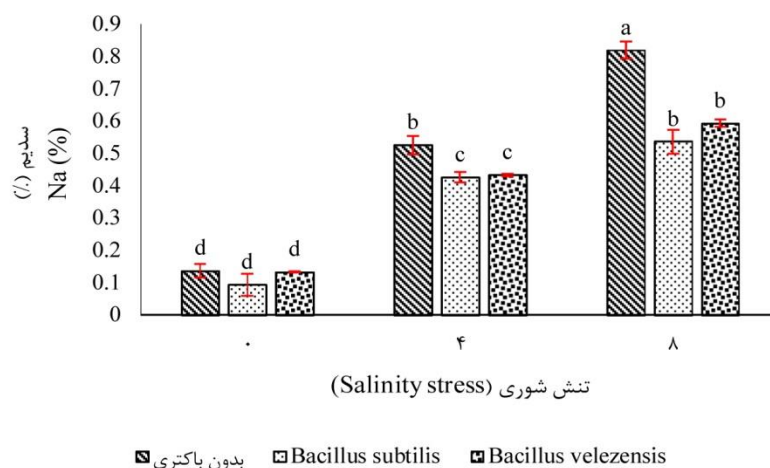 0.9
0.8
0.7
0.6
0.5
0.4
0.3
0.2
0.1
0
سدیم (٪)
Na (%)
d d d
b c c
a b b
۰ ۴ ۸
تنش شوری (Salinity stress)
بدون باکتری Bacillus subtilis Bacillus velezensis